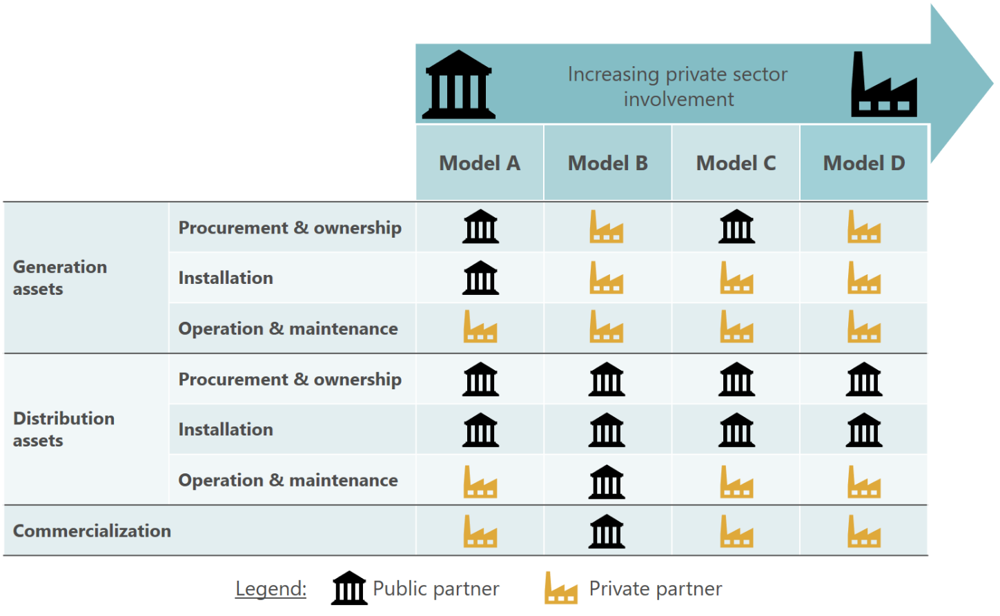 Increasing private sector
involvement
Model A
Model B
Model C
Model D
Generation
assets
Procurement & ownership
Installation
Operation & maintenance
Distribution
assets
Procurement & ownership
Installation
Operation & maintenance
Commercialization
Legend:
Public partner
Private partner